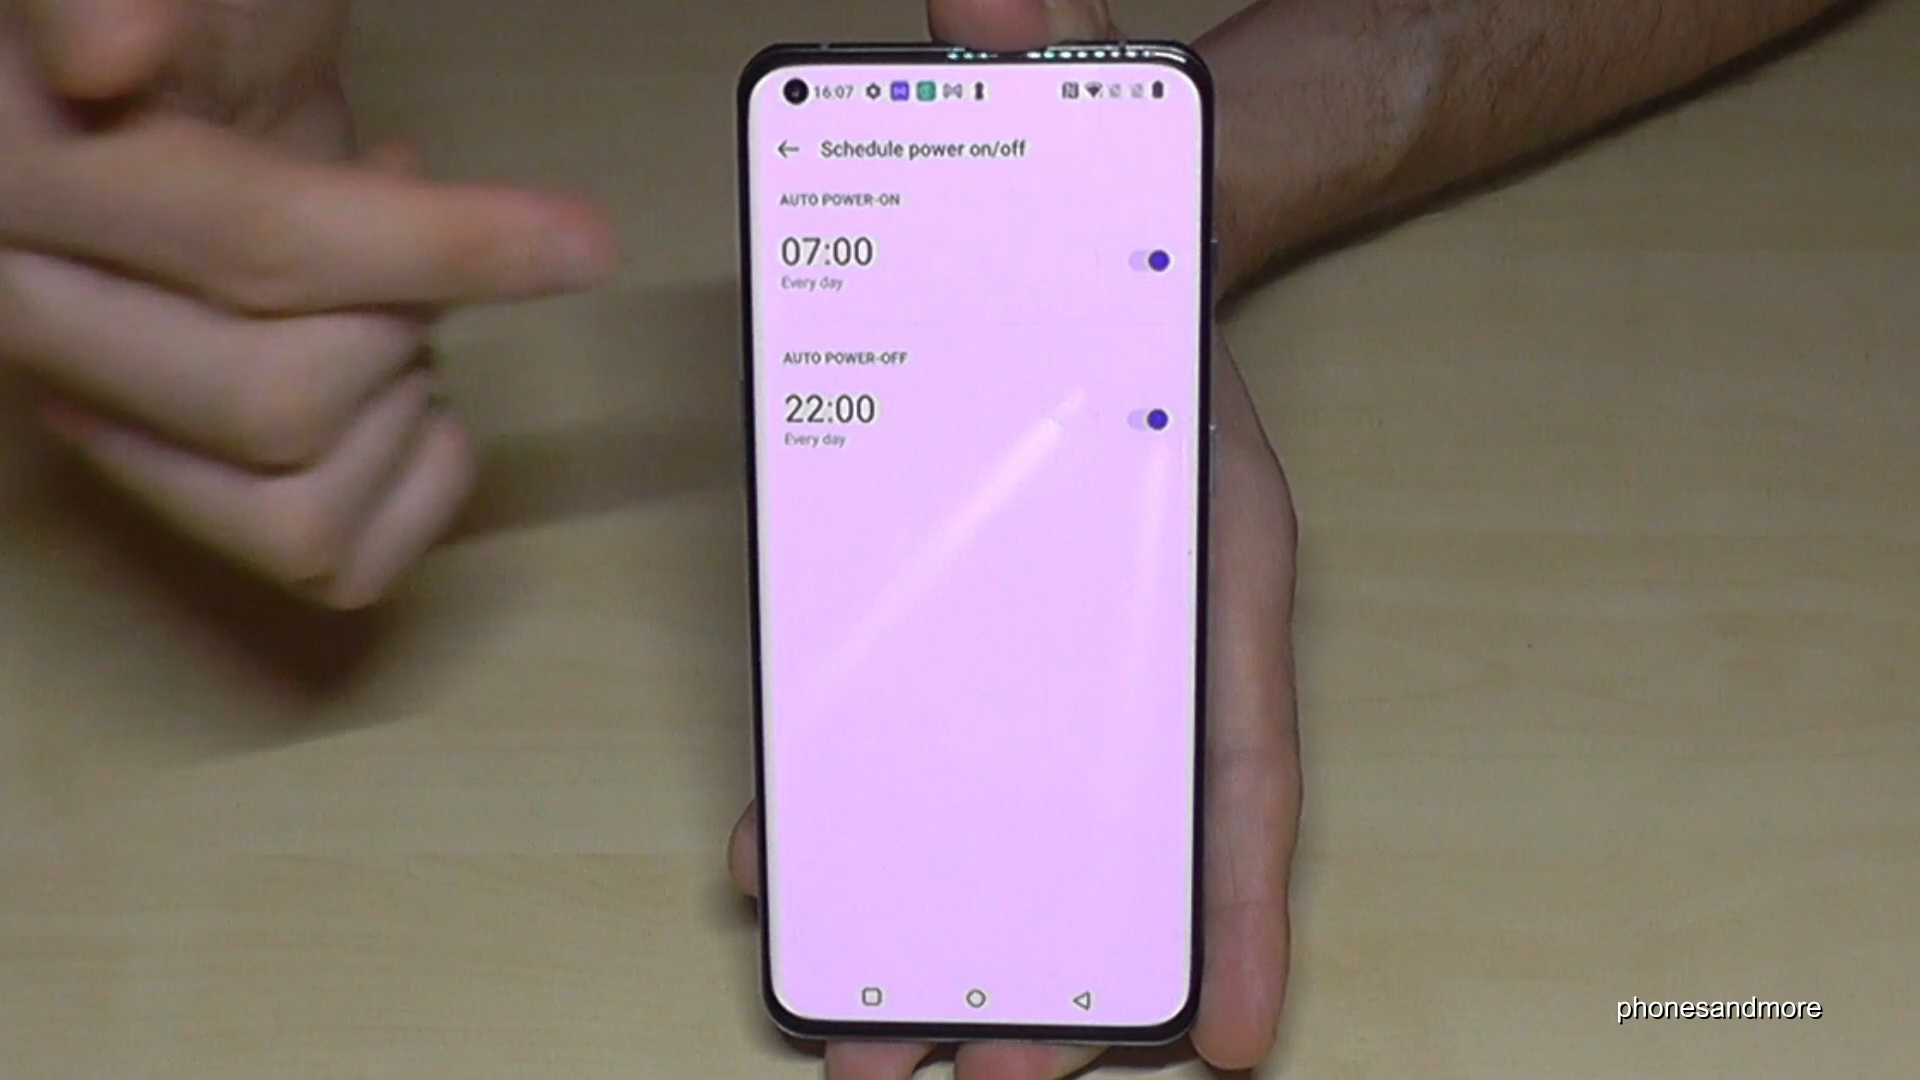 16:07
Schedule power on/off
AUTO POWER-ON
07:00
Every day
AUTO POWER-OFF
22:00
Every day
phonesandmore